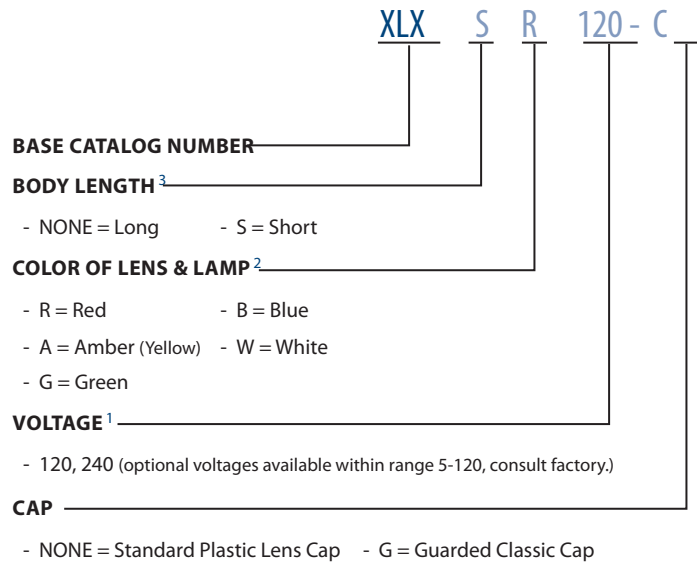 XLX S R 120 - C _
BASE CATALOG NUMBER
BODY LENGTH 3
- NONE = Long - S = Short
COLOR OF LENS & LAMP 2
- R = Red - B = Blue
- A = Amber (Yellow) - W = White
- G = Green
VOLTAGE 1
- 120, 240 (optional voltages available within range 5-120, consult factory.)
CAP
- NONE = Standard Plastic Lens Cap - G = Guarded Classic Cap